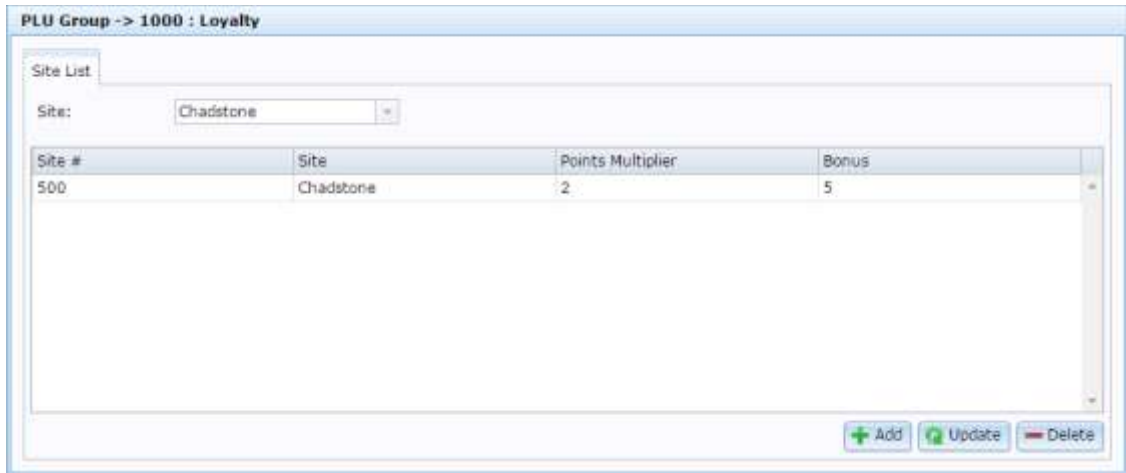 PLU Group -> 1000 : Loyalty
Site List
Site: Chadstone
Site # Site Points Multiplier Bonus
500 Chadstone 2 5
Add Update Delete